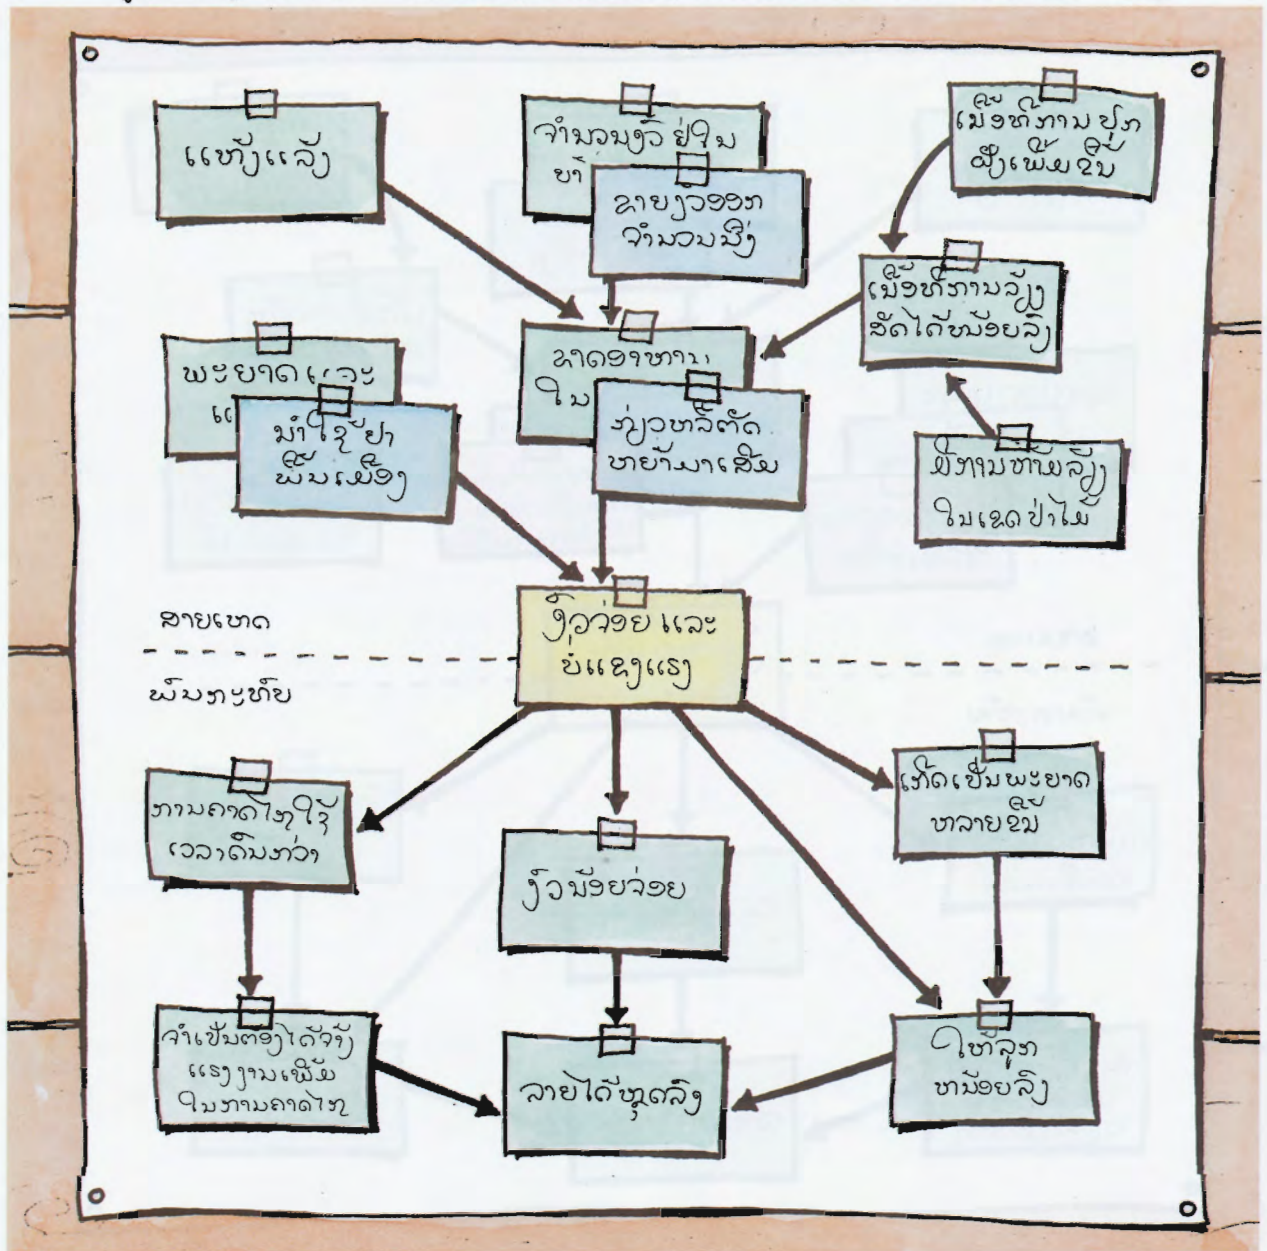 ແຫ້ງແລ້ງ
ຈຳນວນງົວ ຢູ່ໃນ
ຂາຍງົວອອກ
ຈຳນວນນຶ່ງ
ເນື້ອທີ່ການປູກ
ຝັງເພີ້ມຂຶ້ນ
ເນື້ອທີ່ການລ້ຽງ
ສັດໄດ້ຫນ້ອຍລົງ
ພະຍາດ ແລະ
ນຳໃຊ້ຢາ
ພື້ນເມືອງ
ຂາດອາຫານ
ໃນ
ກ່ຽວຫລືຕັດ
ຫຍ້າມາເສີມ
ມີການຫ້າມລ້ຽງ
ໃນເຂດປ່າໄມ້
ງົວຈ່ອຍ ແລະ
ບໍ່ແຂງແຮງ
ສາຍເຫດ
ຜົນກະທົບ
ການຄາດໄຖໃຊ້
ເວລາດົນກວ່າ
ງົວນ້ອຍຈ່ອຍ
ເກີດເປັນພະຍາດ
ຫລາຍຂຶ້ນ
ຈຳເປັນຕ້ອງໄດ້ຈ້າງ
ແຮງງານເພີ້ມ
ໃນການຄາດໄຖ
ລາຍໄດ້ຫຼຸດລົງ
ໃຫ້ລູກ
ຫນ້ອຍລົງ